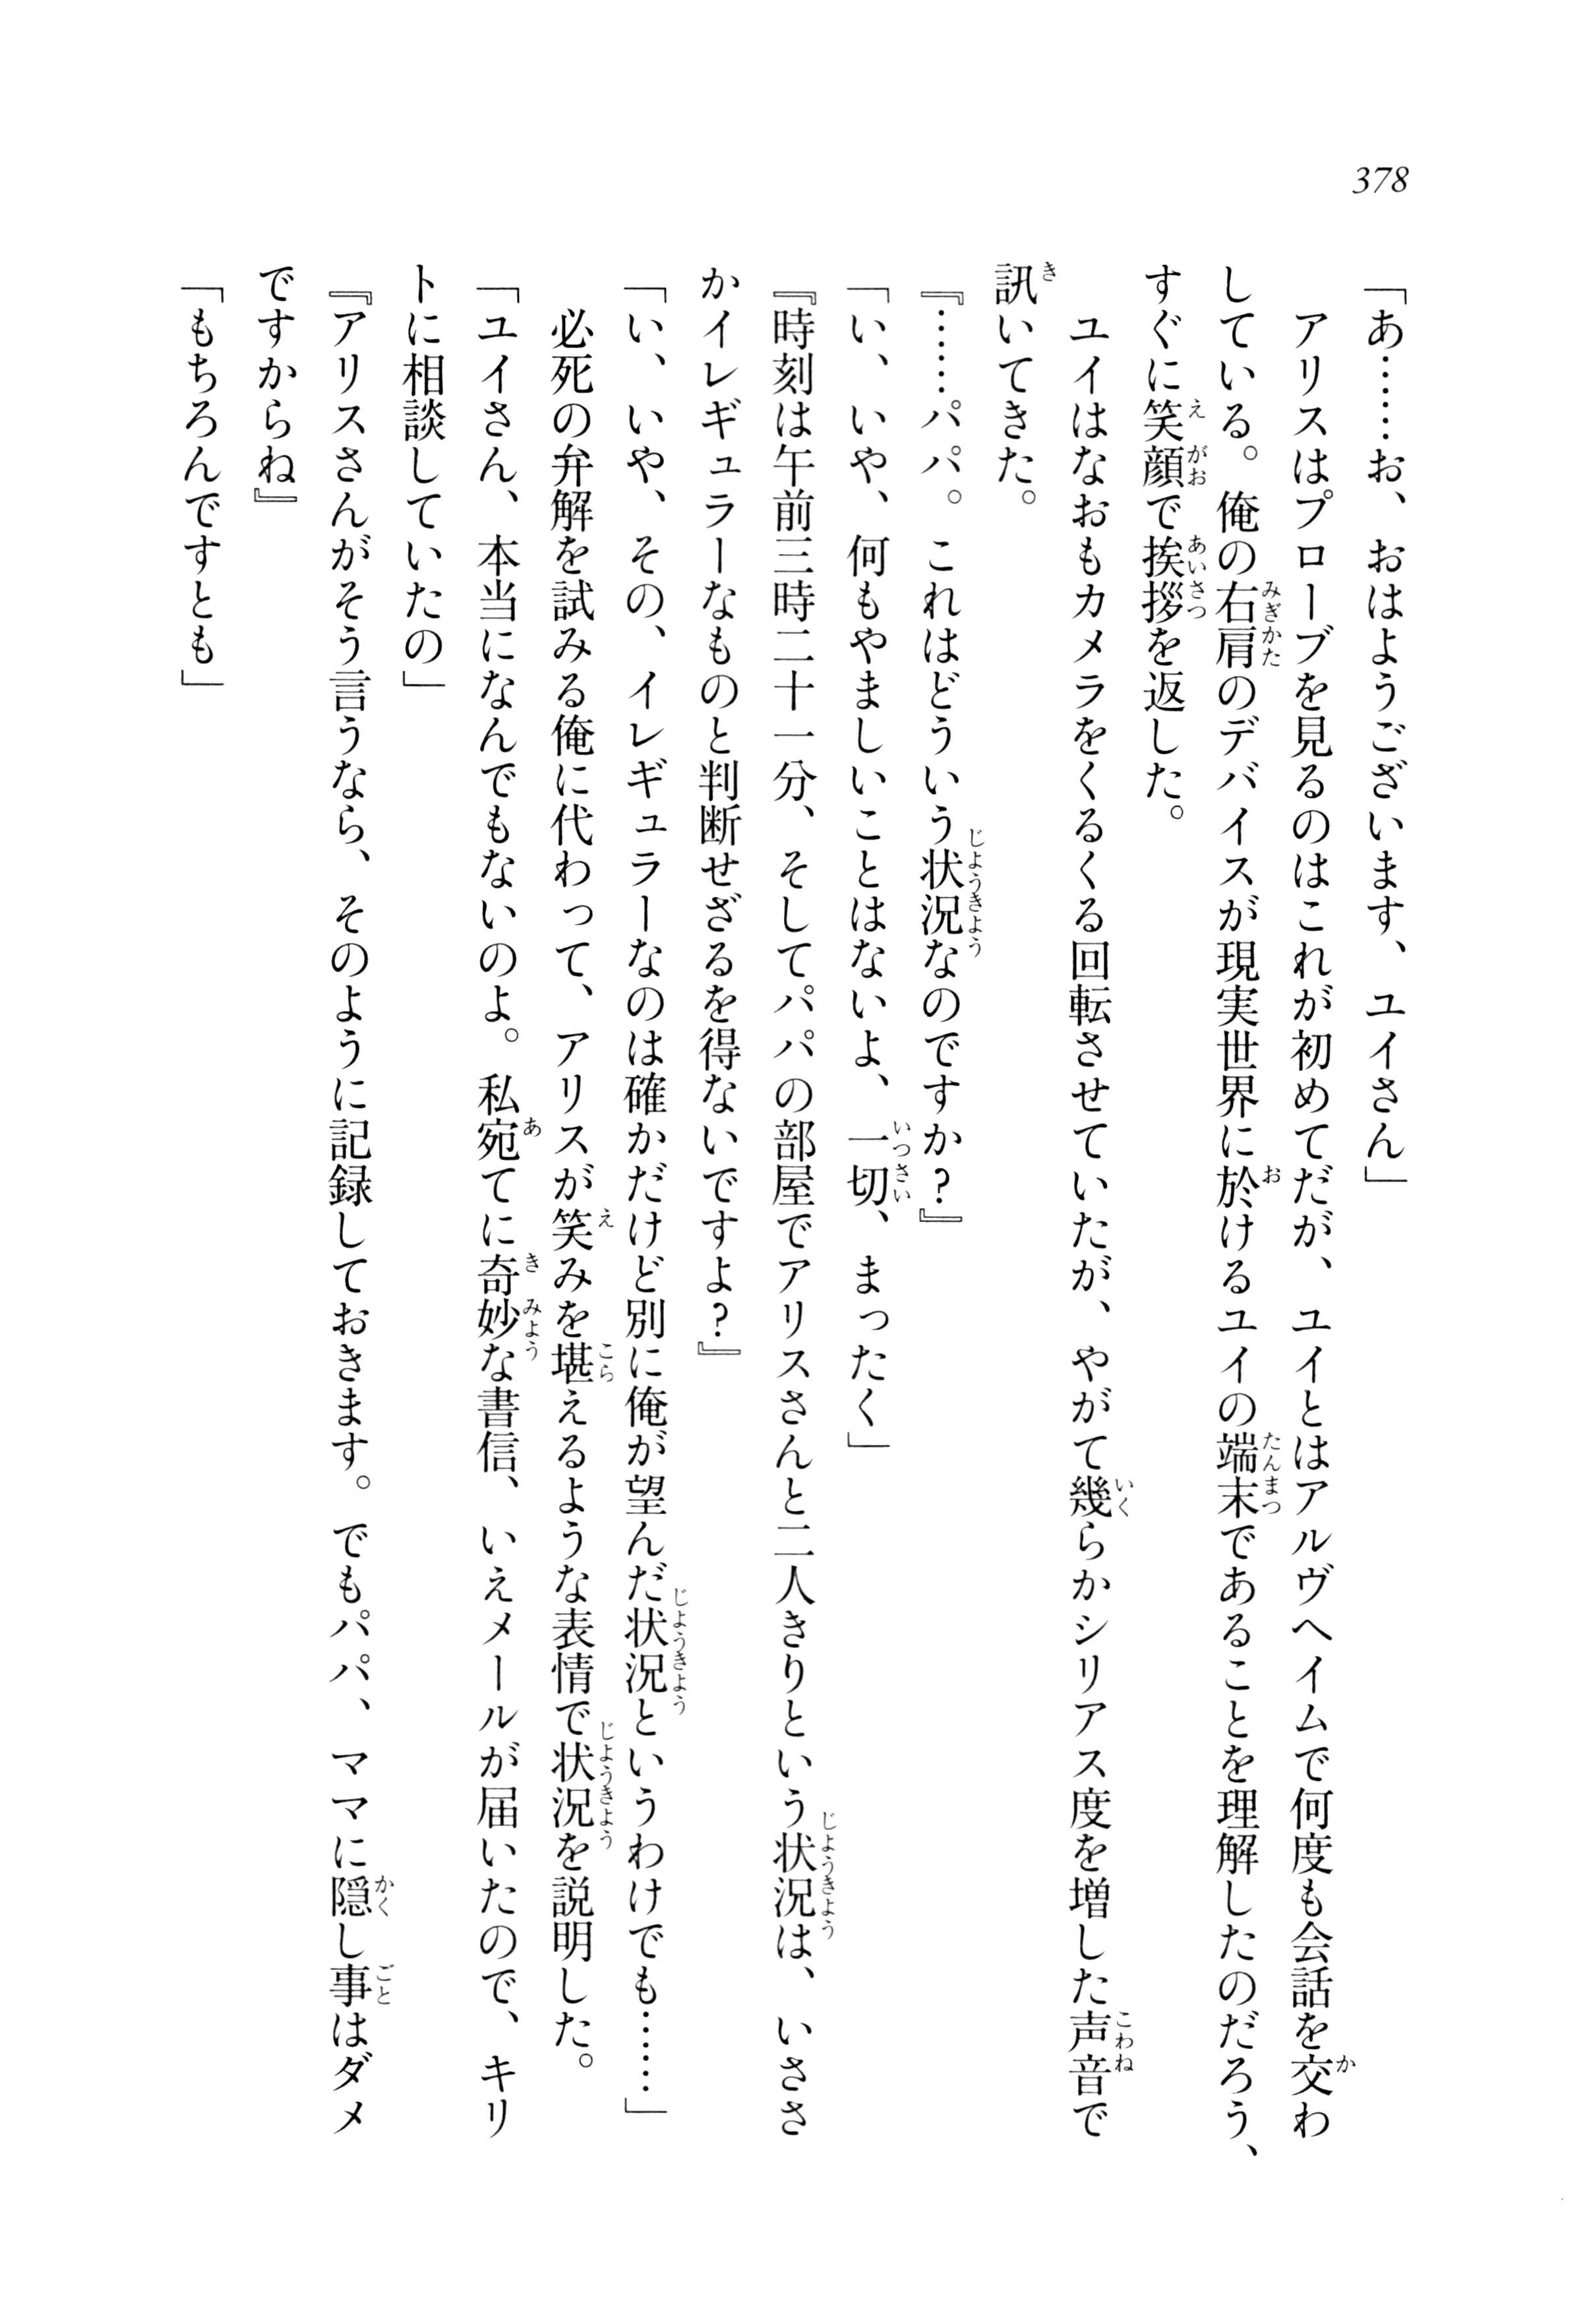 378
「あ……お、おはようございます、ユイさん」
　アリスはプローブを見るのはこれが初めてだが、ユイとはアルヴヘイムで何度も会話を交わ
している。俺の右肩のデバイスが現実世界に於けるユイの端末であることを理解したのだろう、
すぐに笑顔で挨拶を返した。
　ユイはなおもカメラをくるくる回転させていたが、やがて幾らかシリアス度を増した声音で
訊いてきた。
『……パパ。これはどういう状況なのですか？』
「い、いや、何もやましいことはないよ、一切、まったく」
『時刻は午前三時二十一分、そしてパパの部屋でアリスさんと二人きりという状況は、いささ
かイレギュラーなものと判断せざるを得ないですよ？』
「い、いや、その、イレギュラーなのは確かだけど別に俺が望んだ状況というわけでも……」
　必死の弁解を試みる俺に代わって、アリスが笑みを堪えるような表情で状況を説明した。
「ユイさん、本当になんでもないのよ。私宛てに奇妙な書信、いえメールが届いたので、キリ
トに相談していたの」
『アリスさんがそう言うなら、そのように記録しておきます。でもパパ、ママに隠し事はダメ
ですからね』
「もちろんですとも」